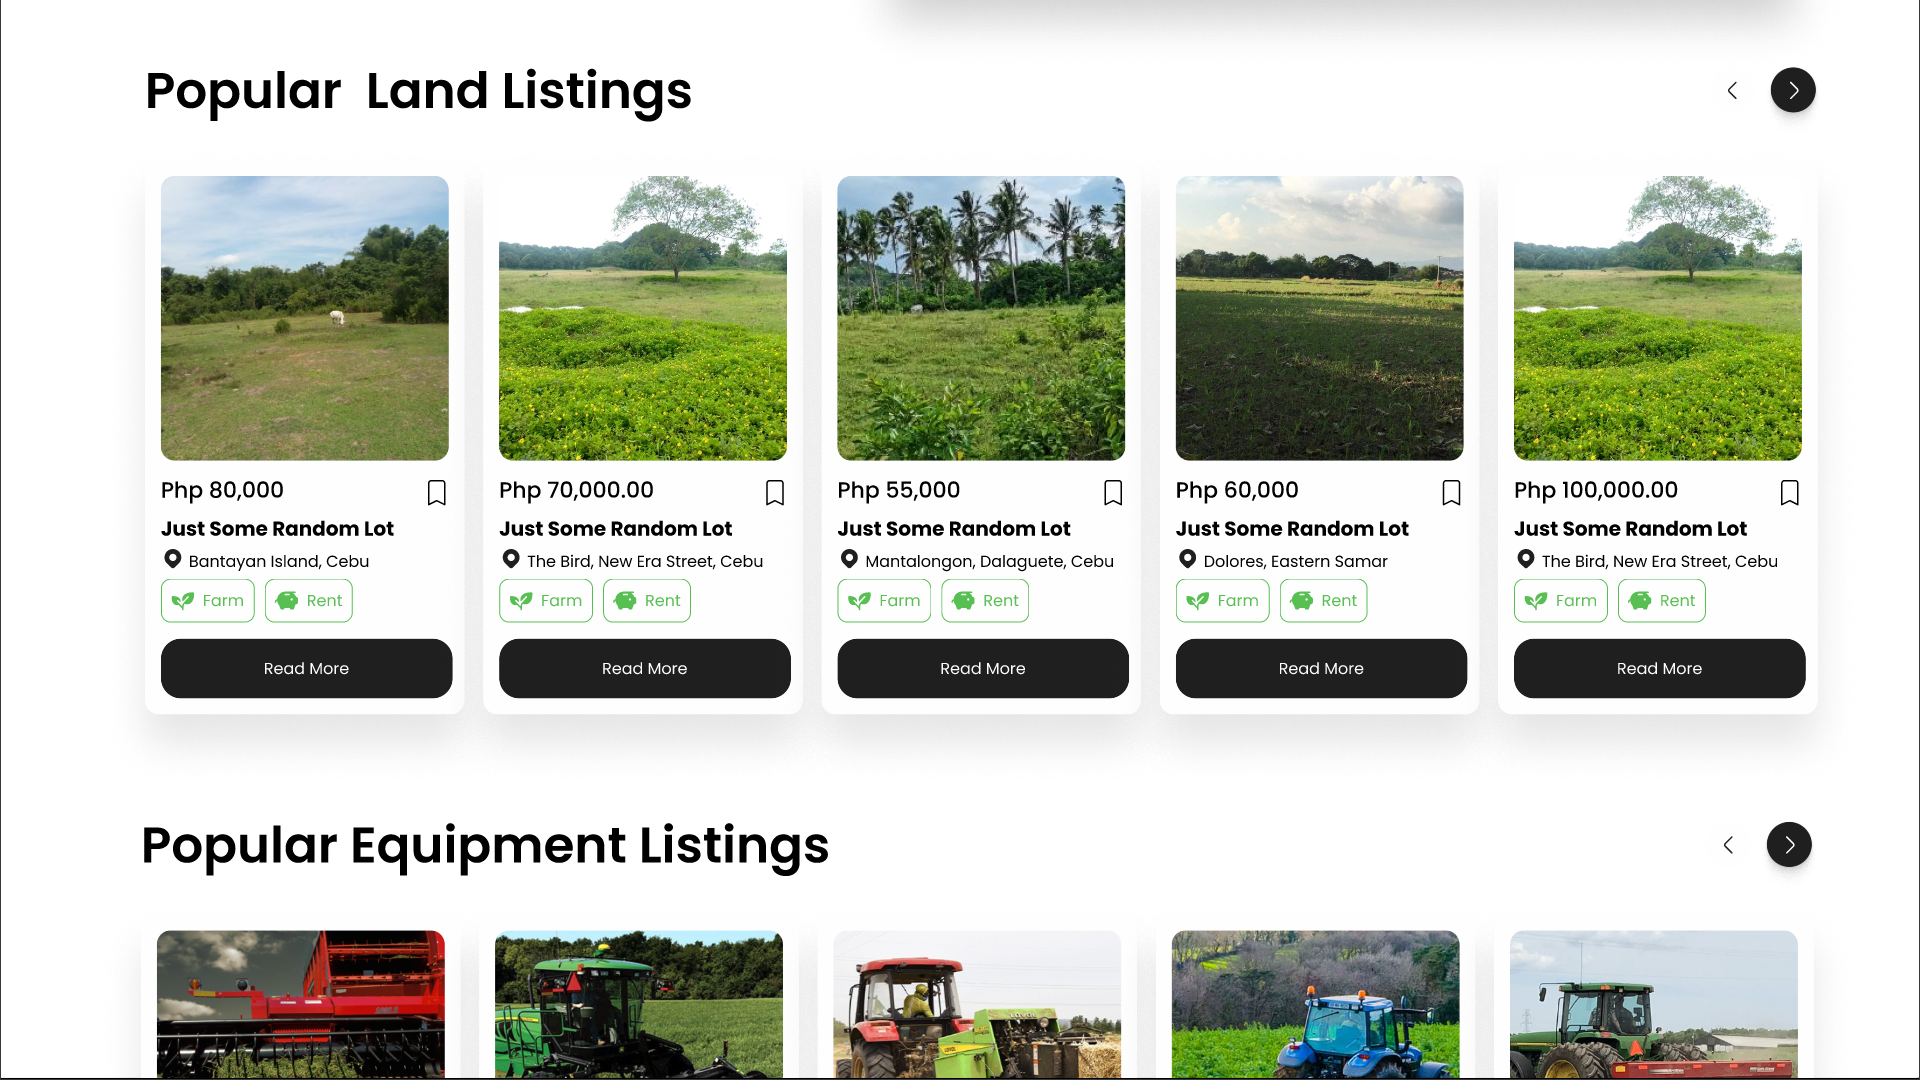 Popular Land Listings
Php 80,000
Just Some Random Lot
Bantayan Island, Cebu
Farm
Rent
Read More
Php 70,000.00
Just Some Random Lot
The Bird, New Era Street, Cebu
Farm
Rent
Read More
Php 55,000
Just Some Random Lot
Mantalongon, Dalaguete, Cebu
Farm
Rent
Read More
Php 60,000
Just Some Random Lot
Dolores, Eastern Samar
Farm
Rent
Read More
Php 100,000.00
Just Some Random Lot
The Bird, New Era Street, Cebu
Farm
Rent
Read More
Popular Equipment Listings